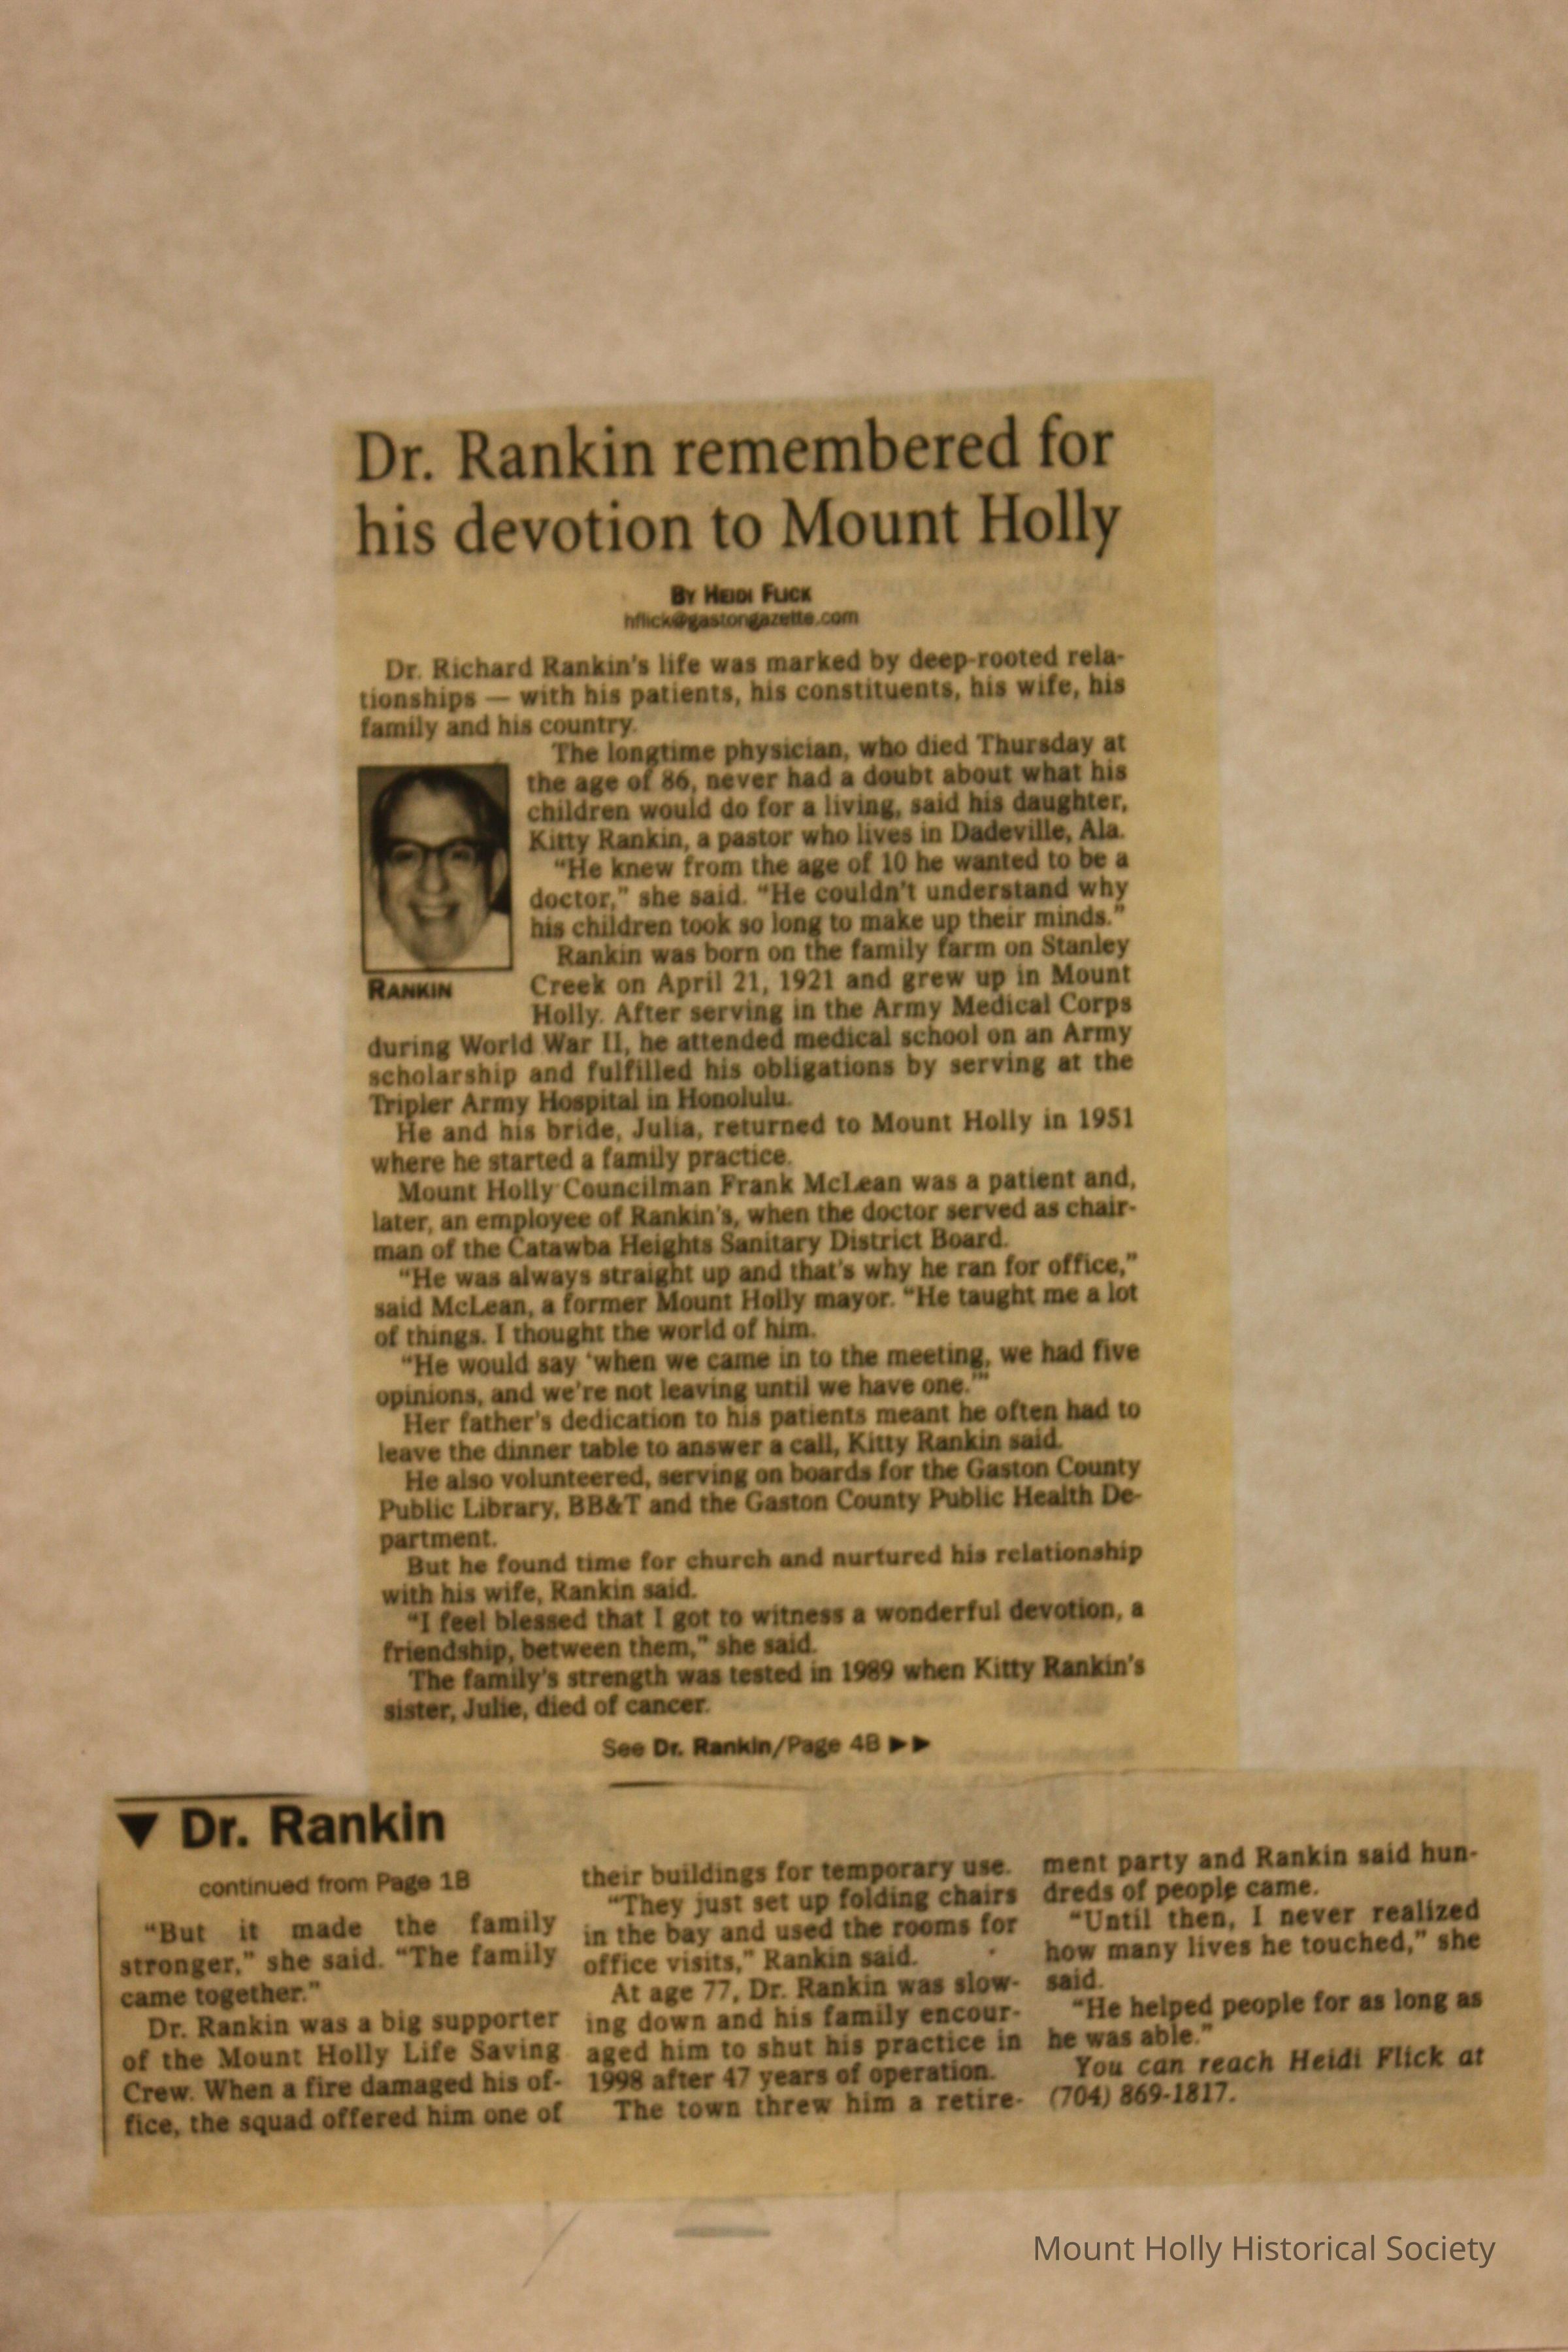 Dr. Rankin remembered for
his devotion to Mount Holly
BY HEIDI FLICK
hflick@gastongazette.com
Dr. Richard Rankin's life was marked by deep-rooted rela-
tionships — with his patients, his constituents, his wife, his
family and his country.
The longtime physician, who died Thursday at
the age of 86, never had a doubt about what his
children would do for a living, said his daughter,
Kitty Rankin, a pastor who lives in Dadeville, Ala.
"He knew from the age of 10 he wanted to be a
doctor," she said. "He couldn't understand why
his children took so long to make up their minds."
Rankin was born on the family farm on Stanley
Creek on April 21, 1921 and grew up in Mount
Holly. After serving in the Army Medical Corps
RANKIN
during World War II, he attended medical school on an Army
scholarship and fulfilled his obligations by serving at the
Tripler Army Hospital in Honolulu.
He and his bride, Julia, returned to Mount Holly in 1951
where he started a family practice.
Mount Holly Councilman Frank McLean was a patient and,
later, an employee of Rankin's, when the doctor served as chair-
man of the Catawba Heights Sanitary District Board.
"He was always straight up and that's why he ran for office,"
said McLean, a former Mount Holly mayor. "He taught me a lot
of things. I thought the world of him.
"He would say 'when we came in to the meeting, we had five
opinions, and we're not leaving until we have one.'"
Her father's dedication to his patients meant he often had to
leave the dinner table to answer a call, Kitty Rankin said.
He also volunteered, serving on boards for the Gaston County
Public Library, BB&T and the Gaston County Public Health De-
partment.
But he found time for church and nurtured his relationship
with his wife, Rankin said.
"I feel blessed that I got to witness a wonderful devotion, a
friendship, between them," she said.
The family's strength was tested in 1989 when Kitty Rankin's
sister, Julie, died of cancer.
See Dr. Rankin/Page 4B ▶▶
▼ Dr. Rankin
continued from Page 1B
"But it made the family
stronger," she said. "The family
came together."
Dr. Rankin was a big supporter
of the Mount Holly Life Saving
Crew. When a fire damaged his of-
fice, the squad offered him one of
their buildings for temporary use.
"They just set up folding chairs
in the bay and used the rooms for
office visits," Rankin said.
At age 77, Dr. Rankin was slow-
ing down and his family encour-
aged him to shut his practice in
1998 after 47 years of operation.
The town threw him a retire-
ment party and Rankin said hun-
dreds of people came.
"Until then, I never realized
how many lives he touched," she
said.
"He helped people for as long as
he was able."
You can reach Heidi Flick at
(704) 869-1817.
Mount Holly Historical Society